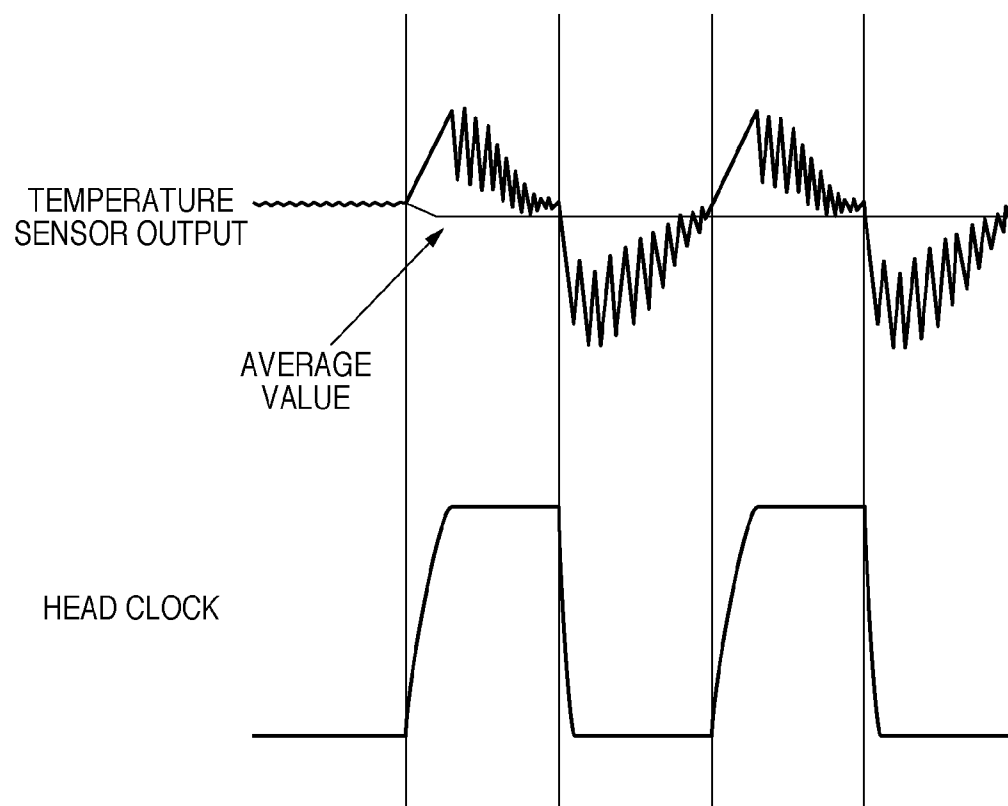 TEMPERATURE
SENSOR OUTPUT
AVERAGE
VALUE
HEAD CLOCK